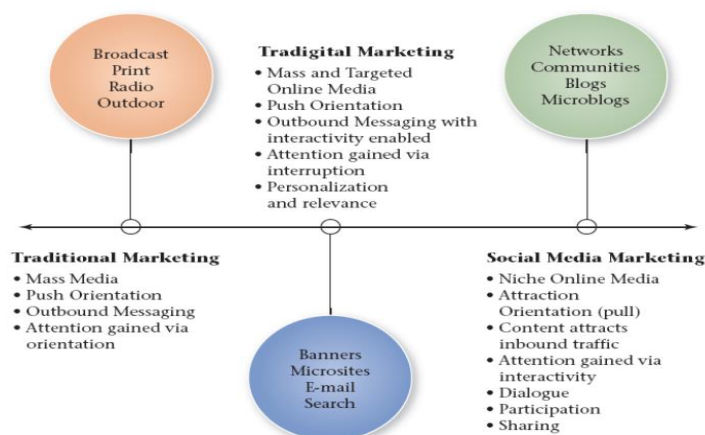 Broadcast
Print
Radio
Outdoor
Tradigital Marketing
• Mass and Targeted
Online Media
• Push Orientation
• Outbound Messaging with
interactivity enabled
• Attention gained via
interruption
• Personalization
and relevance
Networks
Communities
Blogs
Microblogs
Traditional Marketing
• Mass Media
• Push Orientation
• Outbound Messaging
• Attention gained via
orientation
Banners
Microsites
E-mail
Search
Social Media Marketing
• Niche Online Media
• Attraction
Orientation (pull)
• Content attracts
inbound traffic
• Attention gained via
interactivity
• Dialogue
• Participation
• Sharing